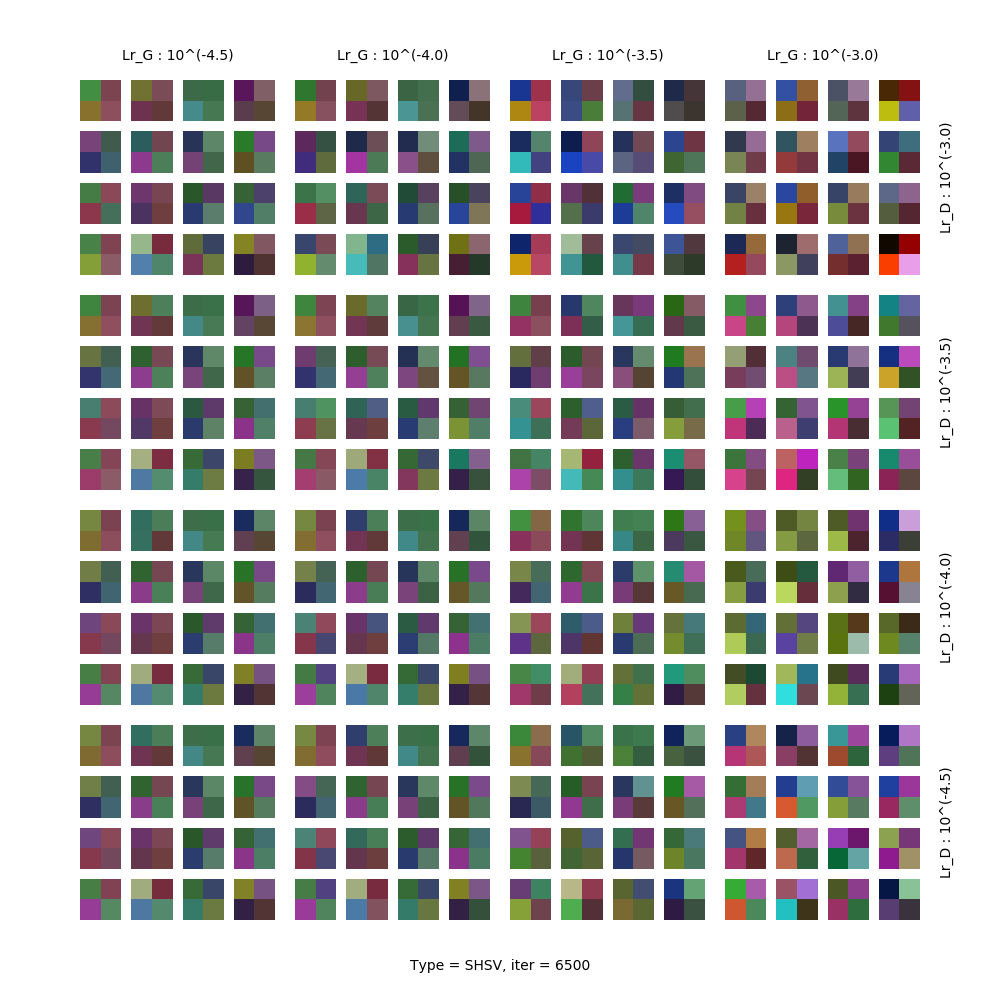 Lr_G : 10^(-4.5)
Lr_G : 10^(-4.0)
Lr_G : 10^(-3.5)
Lr_G : 10^(-3.0)
Lr_D : 10^(-3.0)
Lr_D : 10^(-3.5)
Lr_D : 10^(-4.0)
Lr_D : 10^(-4.5)
Type = SHSV, iter = 6500